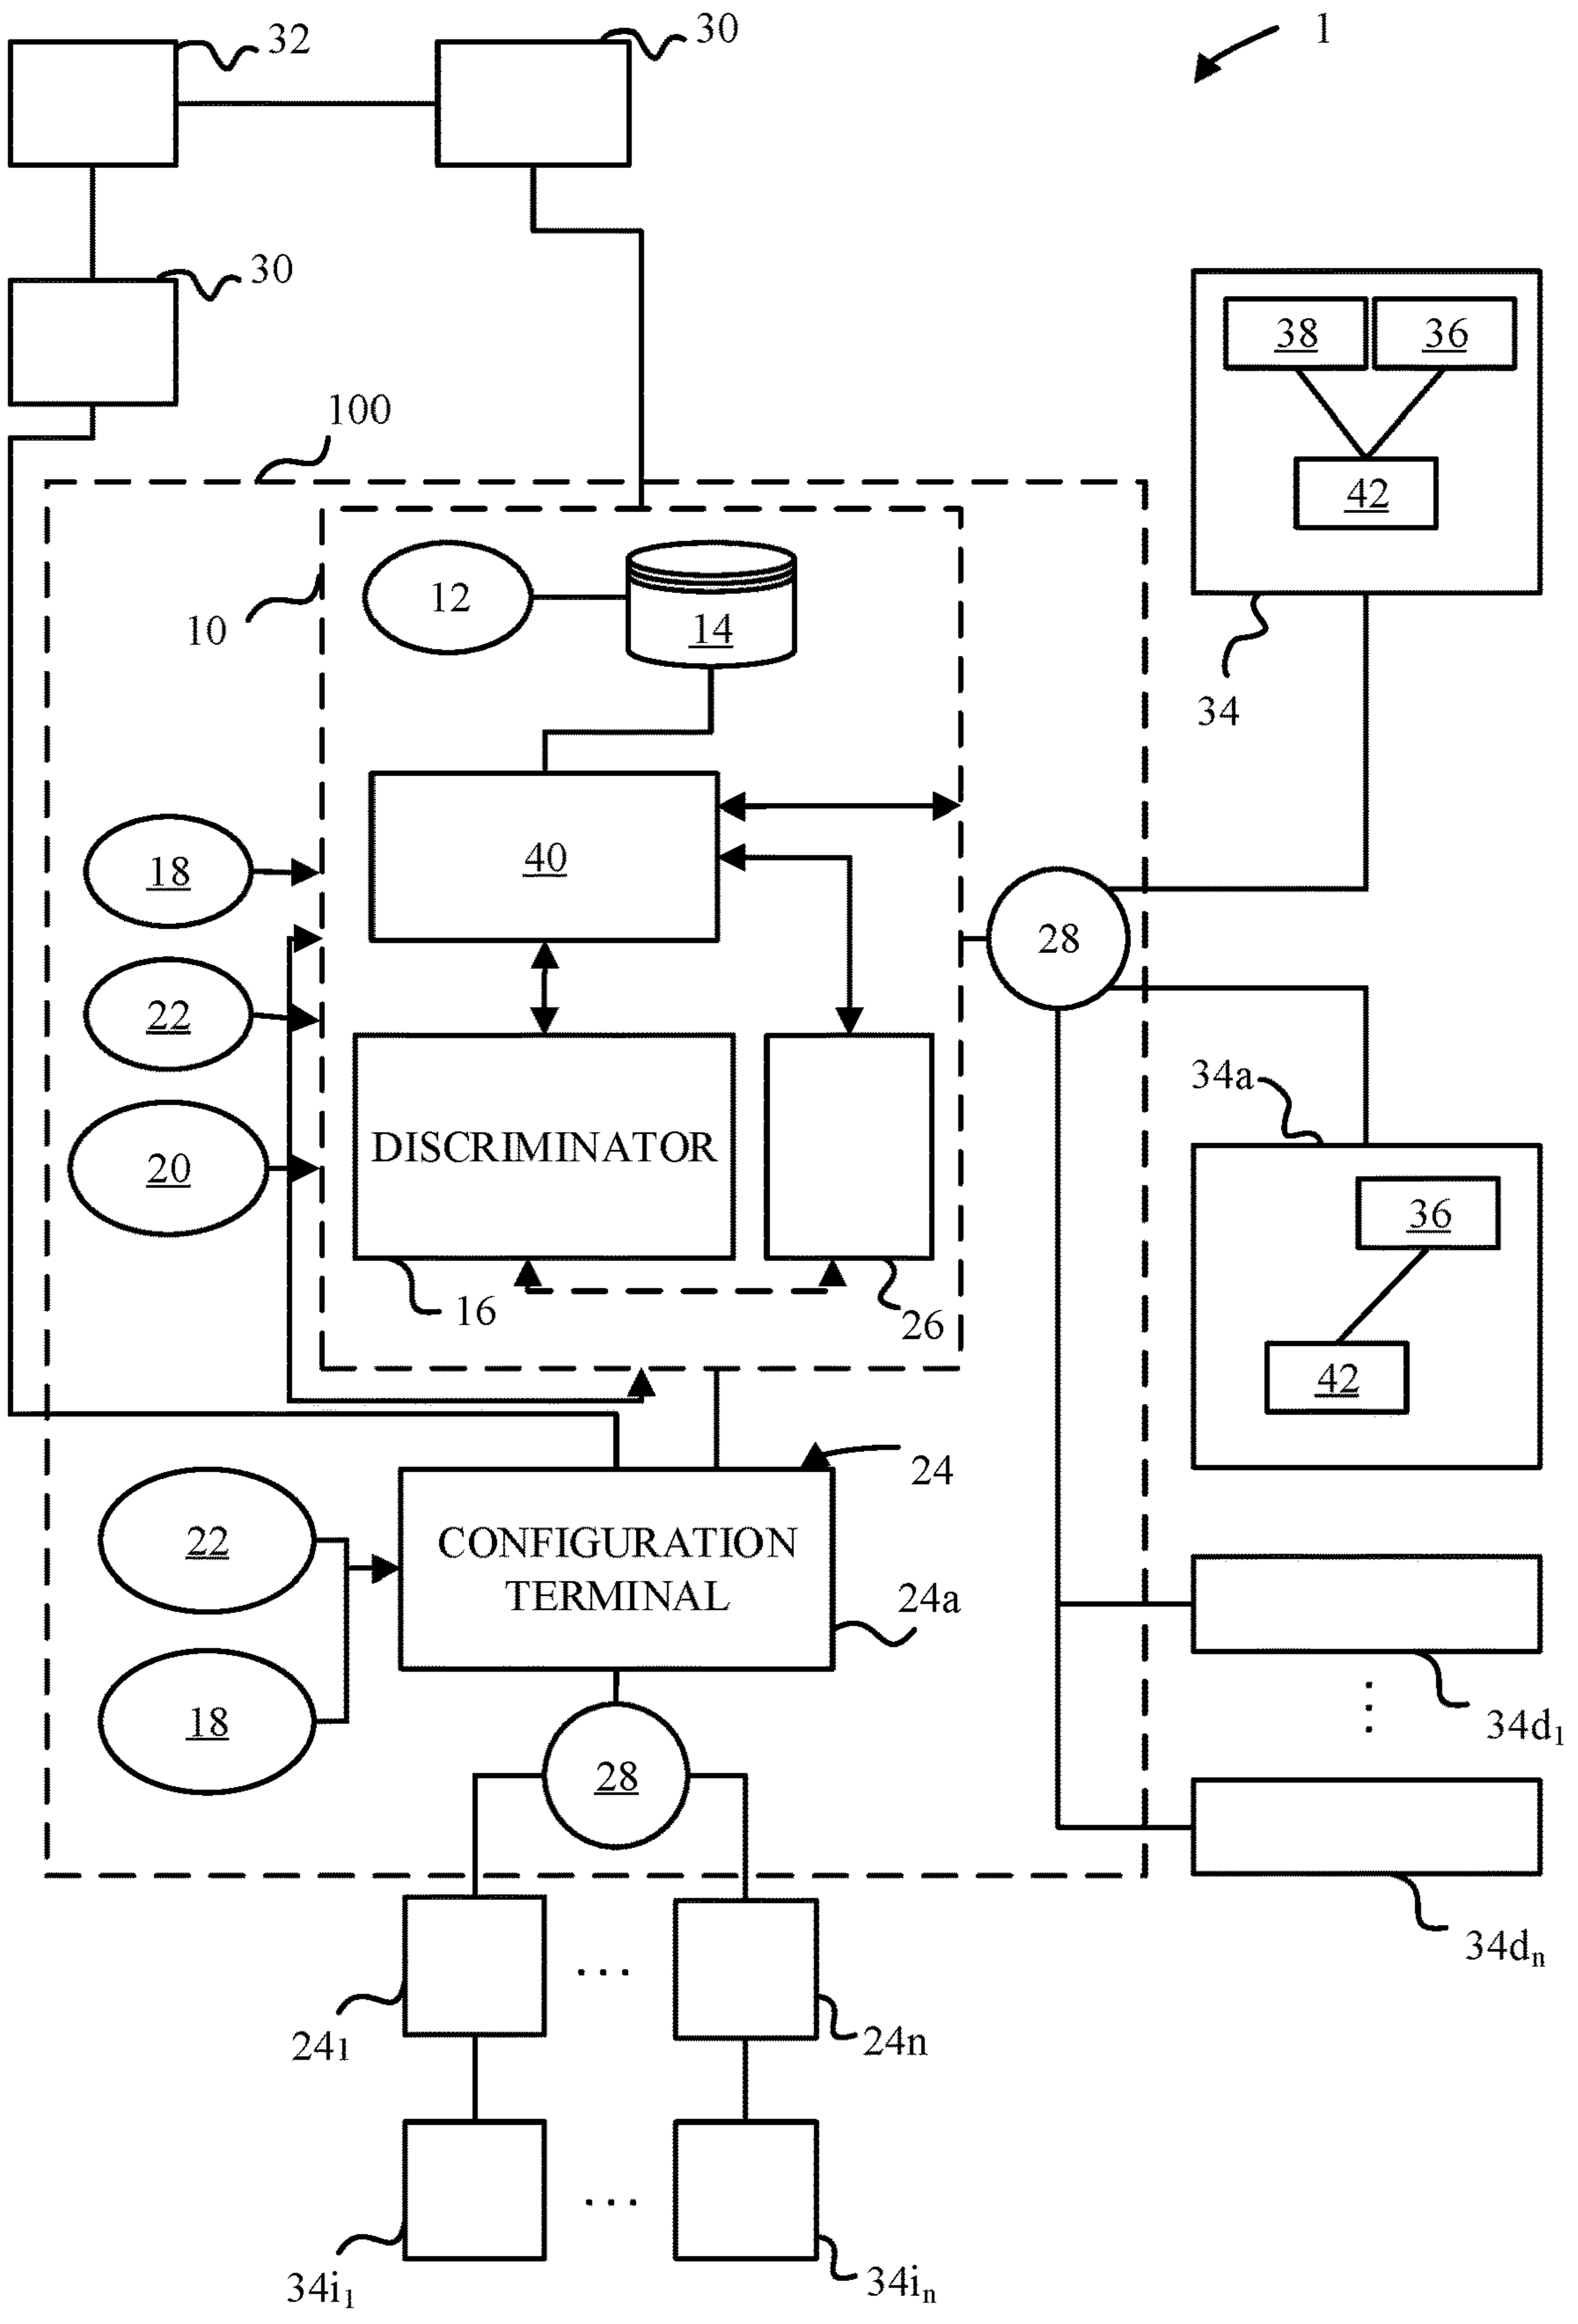 32
30
1
30
38
36
100
42
12
14
10
34
40
18
28
22
34a
DISCRIMINATOR
20
36
16
26
42
24
22
CONFIGURATION
TERMINAL
24a
18
34d1
28
34dn
241
24n
34i1
34in